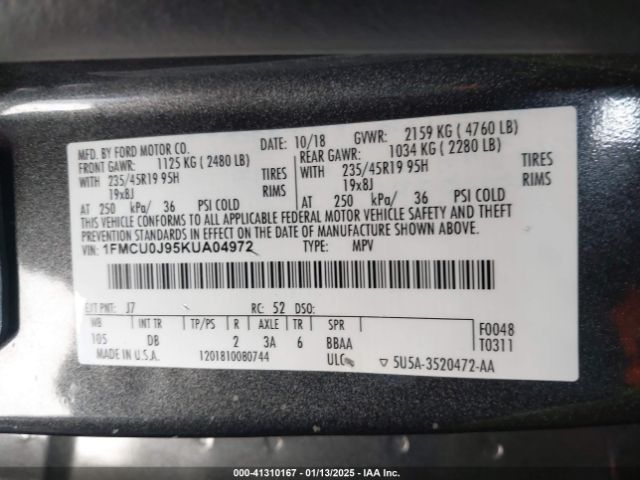 MFD. BY FORD MOTOR CO. DATE: 10/18 GVWR: 2159 KG ( 4760 LB)
FRONT GAWR: 1125 KG ( 2480 LB) REAR GAWR: 1034 KG ( 2280 LB)
WITH 235/45R19 95H TIRES WITH 235/45R19 95H TIRES
19x8J RIMS 19x8J RIMS
AT 250 kPa/ 36 PSI COLD AT 250 kPa/ 36 PSI COLD
THIS VEHICLE CONFORMS TO ALL APPLICABLE FEDERAL MOTOR VEHICLE SAFETY AND THEFT
PREVENTION STANDARDS IN EFFECT ON THE DATE OF MANUFACTURE SHOWN ABOVE.
VIN: 1FMCU0J95KUA04972 TYPE: MPV
EXT PNT: J7 RC: 52 DSO:
WB INT TR TP/PS R AXLE TR SPR F0048
105 DB 2 3A 6 BBAA T0311
MADE IN U.S.A. 1201810080744 ULC ▽ 5U5A-3520472-AA
000-41310167 - 01/13/2025 - IAA Inc.